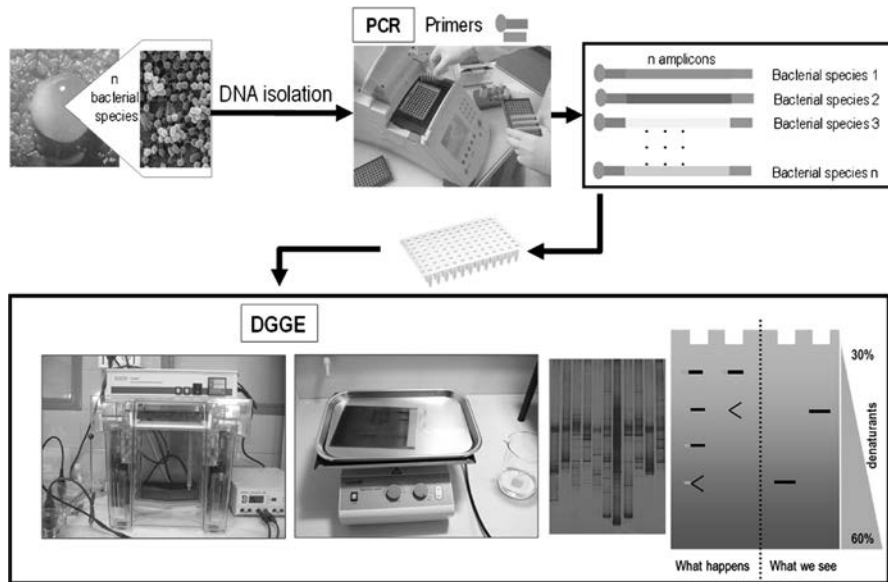 PCR Primers
n
bacterial
species
DNA isolation
n amplicons
Bacterial species 1
Bacterial species 2
Bacterial species 3
Bacterial species n
DGGE
30%
denaturants
60%
What happens
What we see